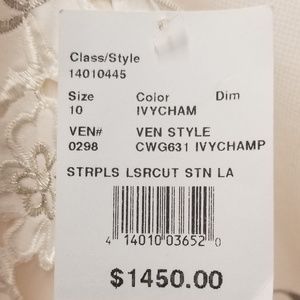 Class/Style
14010445
Size Color Dim
10 IVYCHAM
VEN# VEN STYLE
0298 CWG631 IVYCHAMP
STRPLS LSRCUT STN LA
4 14010 03652 0
$1450.00